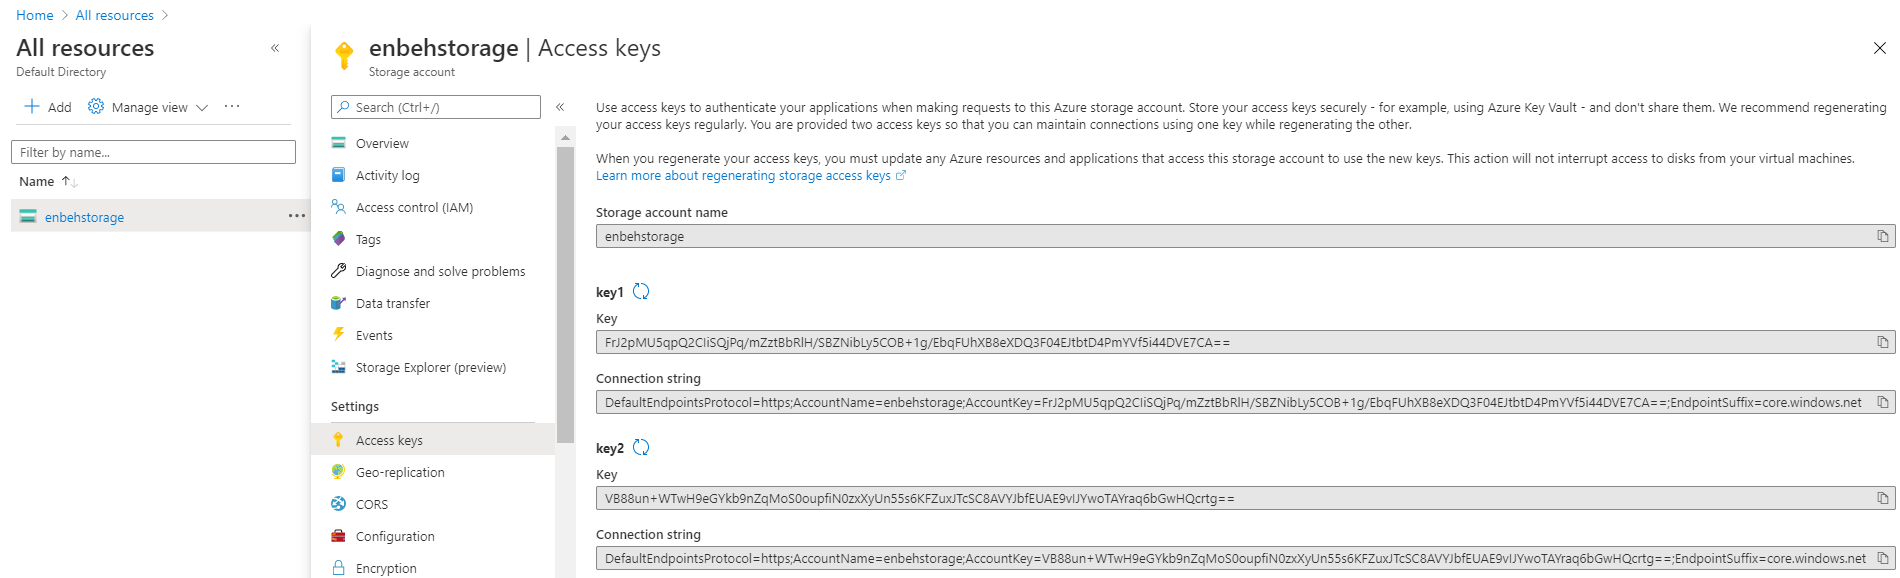 Home > All resources >
All resources
Default Directory
Add Manage view ...
Filter by name...
Name
enbehstorage ...
enbehstorage | Access keys
Storage account
Search (Ctrl+/)
Overview
Activity log
Access control (IAM)
Tags
Diagnose and solve problems
Data transfer
Events
Storage Explorer (preview)
Settings
Access keys
Geo-replication
CORS
Configuration
Encryption
Use access keys to authenticate your applications when making requests to this Azure storage account. Store your access keys securely - for example, using Azure Key Vault - and don't share them. We recommend regenerating
your access keys regularly. You are provided two access keys so that you can maintain connections using one key while regenerating the other.
When you regenerate your access keys, you must update any Azure resources and applications that access this storage account to use the new keys. This action will not interrupt access to disks from your virtual machines.
Learn more about regenerating storage access keys
Storage account name
enbehstorage
key1
Key
FrJ2pMU5qpQ2CIiSQjPq/mZztBbRlH/SBZNibLy5COB+1g/EbqFUhXB8eXDQ3F04EJtbtD4PmYVf5i44DVE7CA==
Connection string
DefaultEndpointsProtocol=https;AccountName=enbehstorage;AccountKey=FrJ2pMU5qpQ2CIiSQjPq/mZztBbRlH/SBZNibLy5COB+1g/EbqFUhXB8eXDQ3F04EJtbtD4PmYVf5i44DVE7CA==;EndpointSuffix=core.windows.net
key2
Key
VB88un+WTwH9eGYkb9nZqMoS0oupfiN0zxXyUn55s6KFZuxJTcSC8AVYJbfEUAE9vIJYwoTAYraq6bGwHQcrtg==
Connection string
DefaultEndpointsProtocol=https;AccountName=enbehstorage;AccountKey=VB88un+WTwH9eGYkb9nZqMoS0oupfiN0zxXyUn55s6KFZuxJTcSC8AVYJbfEUAE9vIJYwoTAYraq6bGwHQcrtg==;EndpointSuffix=core.windows.net